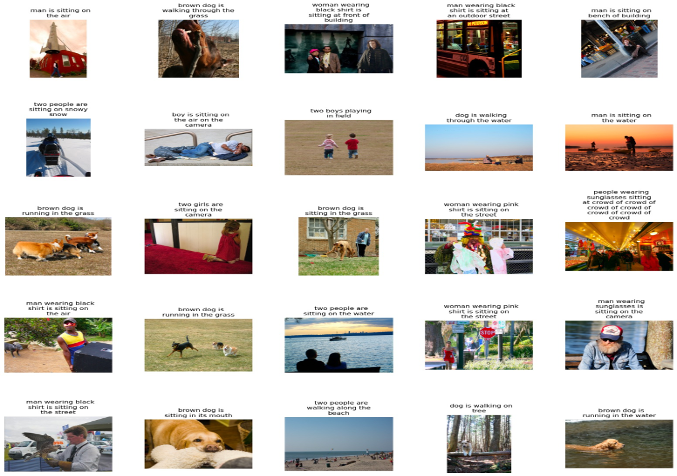 man is sitting on
the air
brown dog is
walking through the
grass
woman wearing
black shirt is
sitting at front of
building
man wearing black
shirt is sitting at
an outdoor street
man is sitting on
bench of building
two people are
sitting on snowy
snow
boy is sitting on
the air on the
camera
two boys playing
in field
dog is walking
through the water
man is sitting on
the water
brown dog is
running in the grass
two girls are
sitting on the
camera
brown dog is
sitting in the grass
woman wearing pink
shirt is sitting on
the street
people wearing
sunglasses sitting
at crowd of crowd of
crowd of crowd of
crowd of crowd of
crowd
man wearing black
shirt is sitting on
the air
brown dog is
running in the grass
two people are
sitting on the water
woman wearing pink
shirt is sitting on
the street
STOP
man wearing
sunglasses is
sitting on the
camera
man wearing black
shirt is sitting on
the street
brown dog is
sitting in its mouth
two people are
walking along the
beach
dog is walking on
tree
brown dog is
running in the water